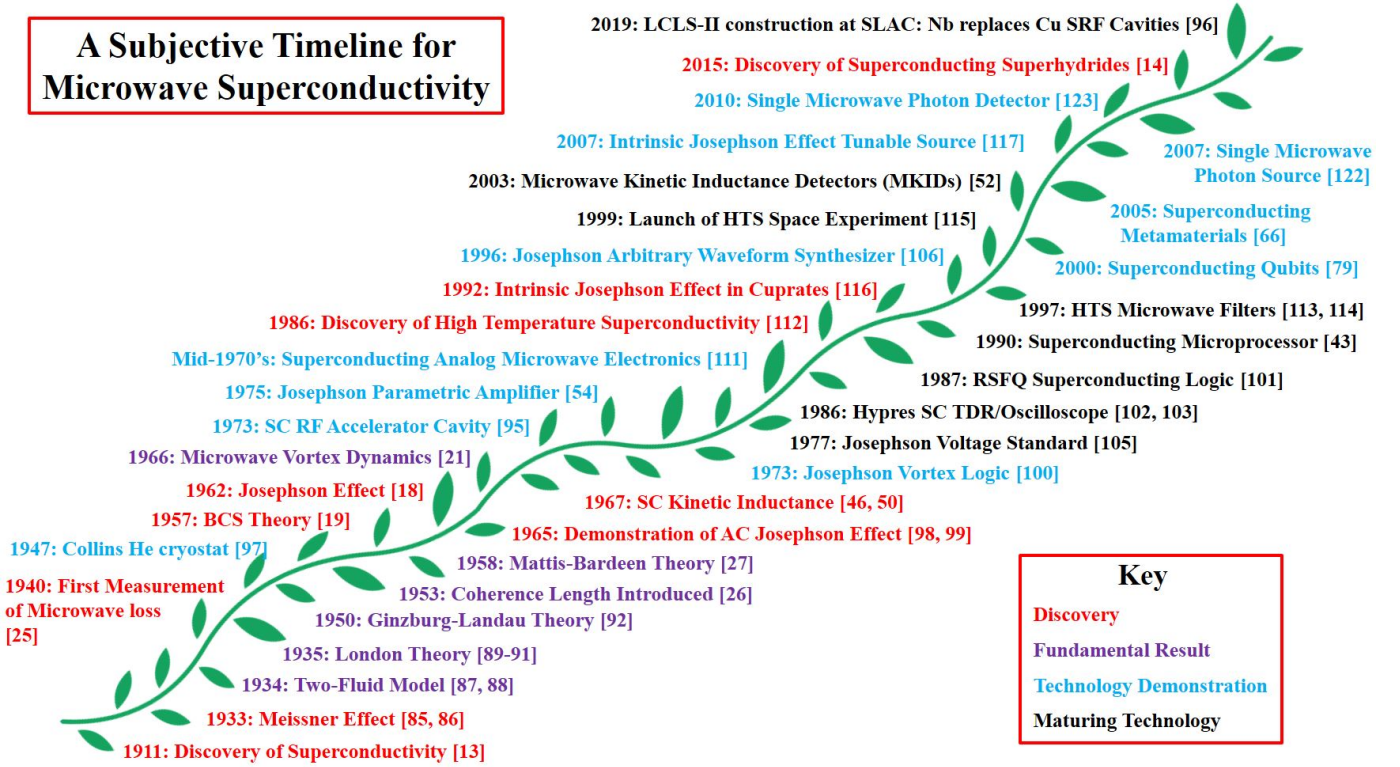 A Subjective Timeline for
Microwave Superconductivity
2019: LCLS-II construction at SLAC: Nb replaces Cu SRF Cavities [96]
2015: Discovery of Superconducting Superhydrides [14]
2010: Single Microwave Photon Detector [123]
2007: Intrinsic Josephson Effect Tunable Source [117]
2003: Microwave Kinetic Inductance Detectors (MKIDs) [52]
1999: Launch of HTS Space Experiment [115]
1996: Josephson Arbitrary Waveform Synthesizer [106]
1992: Intrinsic Josephson Effect in Cuprates [116]
1986: Discovery of High Temperature Superconductivity [112]
Mid-1970's: Superconducting Analog Microwave Electronics [111]
1975: Josephson Parametric Amplifier [54]
1973: SC RF Accelerator Cavity [95]
1966: Microwave Vortex Dynamics [21]
1962: Josephson Effect [18]
1957: BCS Theory [19]
1947: Collins He cryostat [97]
1940: First Measurement
of Microwave loss
[25]
2007: Single Microwave
Photon Source [122]
2005: Superconducting
Metamaterials [66]
2000: Superconducting Qubits [79]
1997: HTS Microwave Filters [113, 114]
1990: Superconducting Microprocessor [43]
1987: RSFQ Superconducting Logic [101]
1986: Hypres SC TDR/Oscilloscope [102, 103]
1977: Josephson Voltage Standard [105]
1973: Josephson Vortex Logic [100]
1967: SC Kinetic Inductance [46, 50]
1965: Demonstration of AC Josephson Effect [98, 99]
1958: Mattis-Bardeen Theory [27]
1953: Coherence Length Introduced [26]
1950: Ginzburg-Landau Theory [92]
1935: London Theory [89-91]
1934: Two-Fluid Model [87, 88]
1933: Meissner Effect [85, 86]
1911: Discovery of Superconductivity [13]
Key
Discovery
Fundamental Result
Technology Demonstration
Maturing Technology